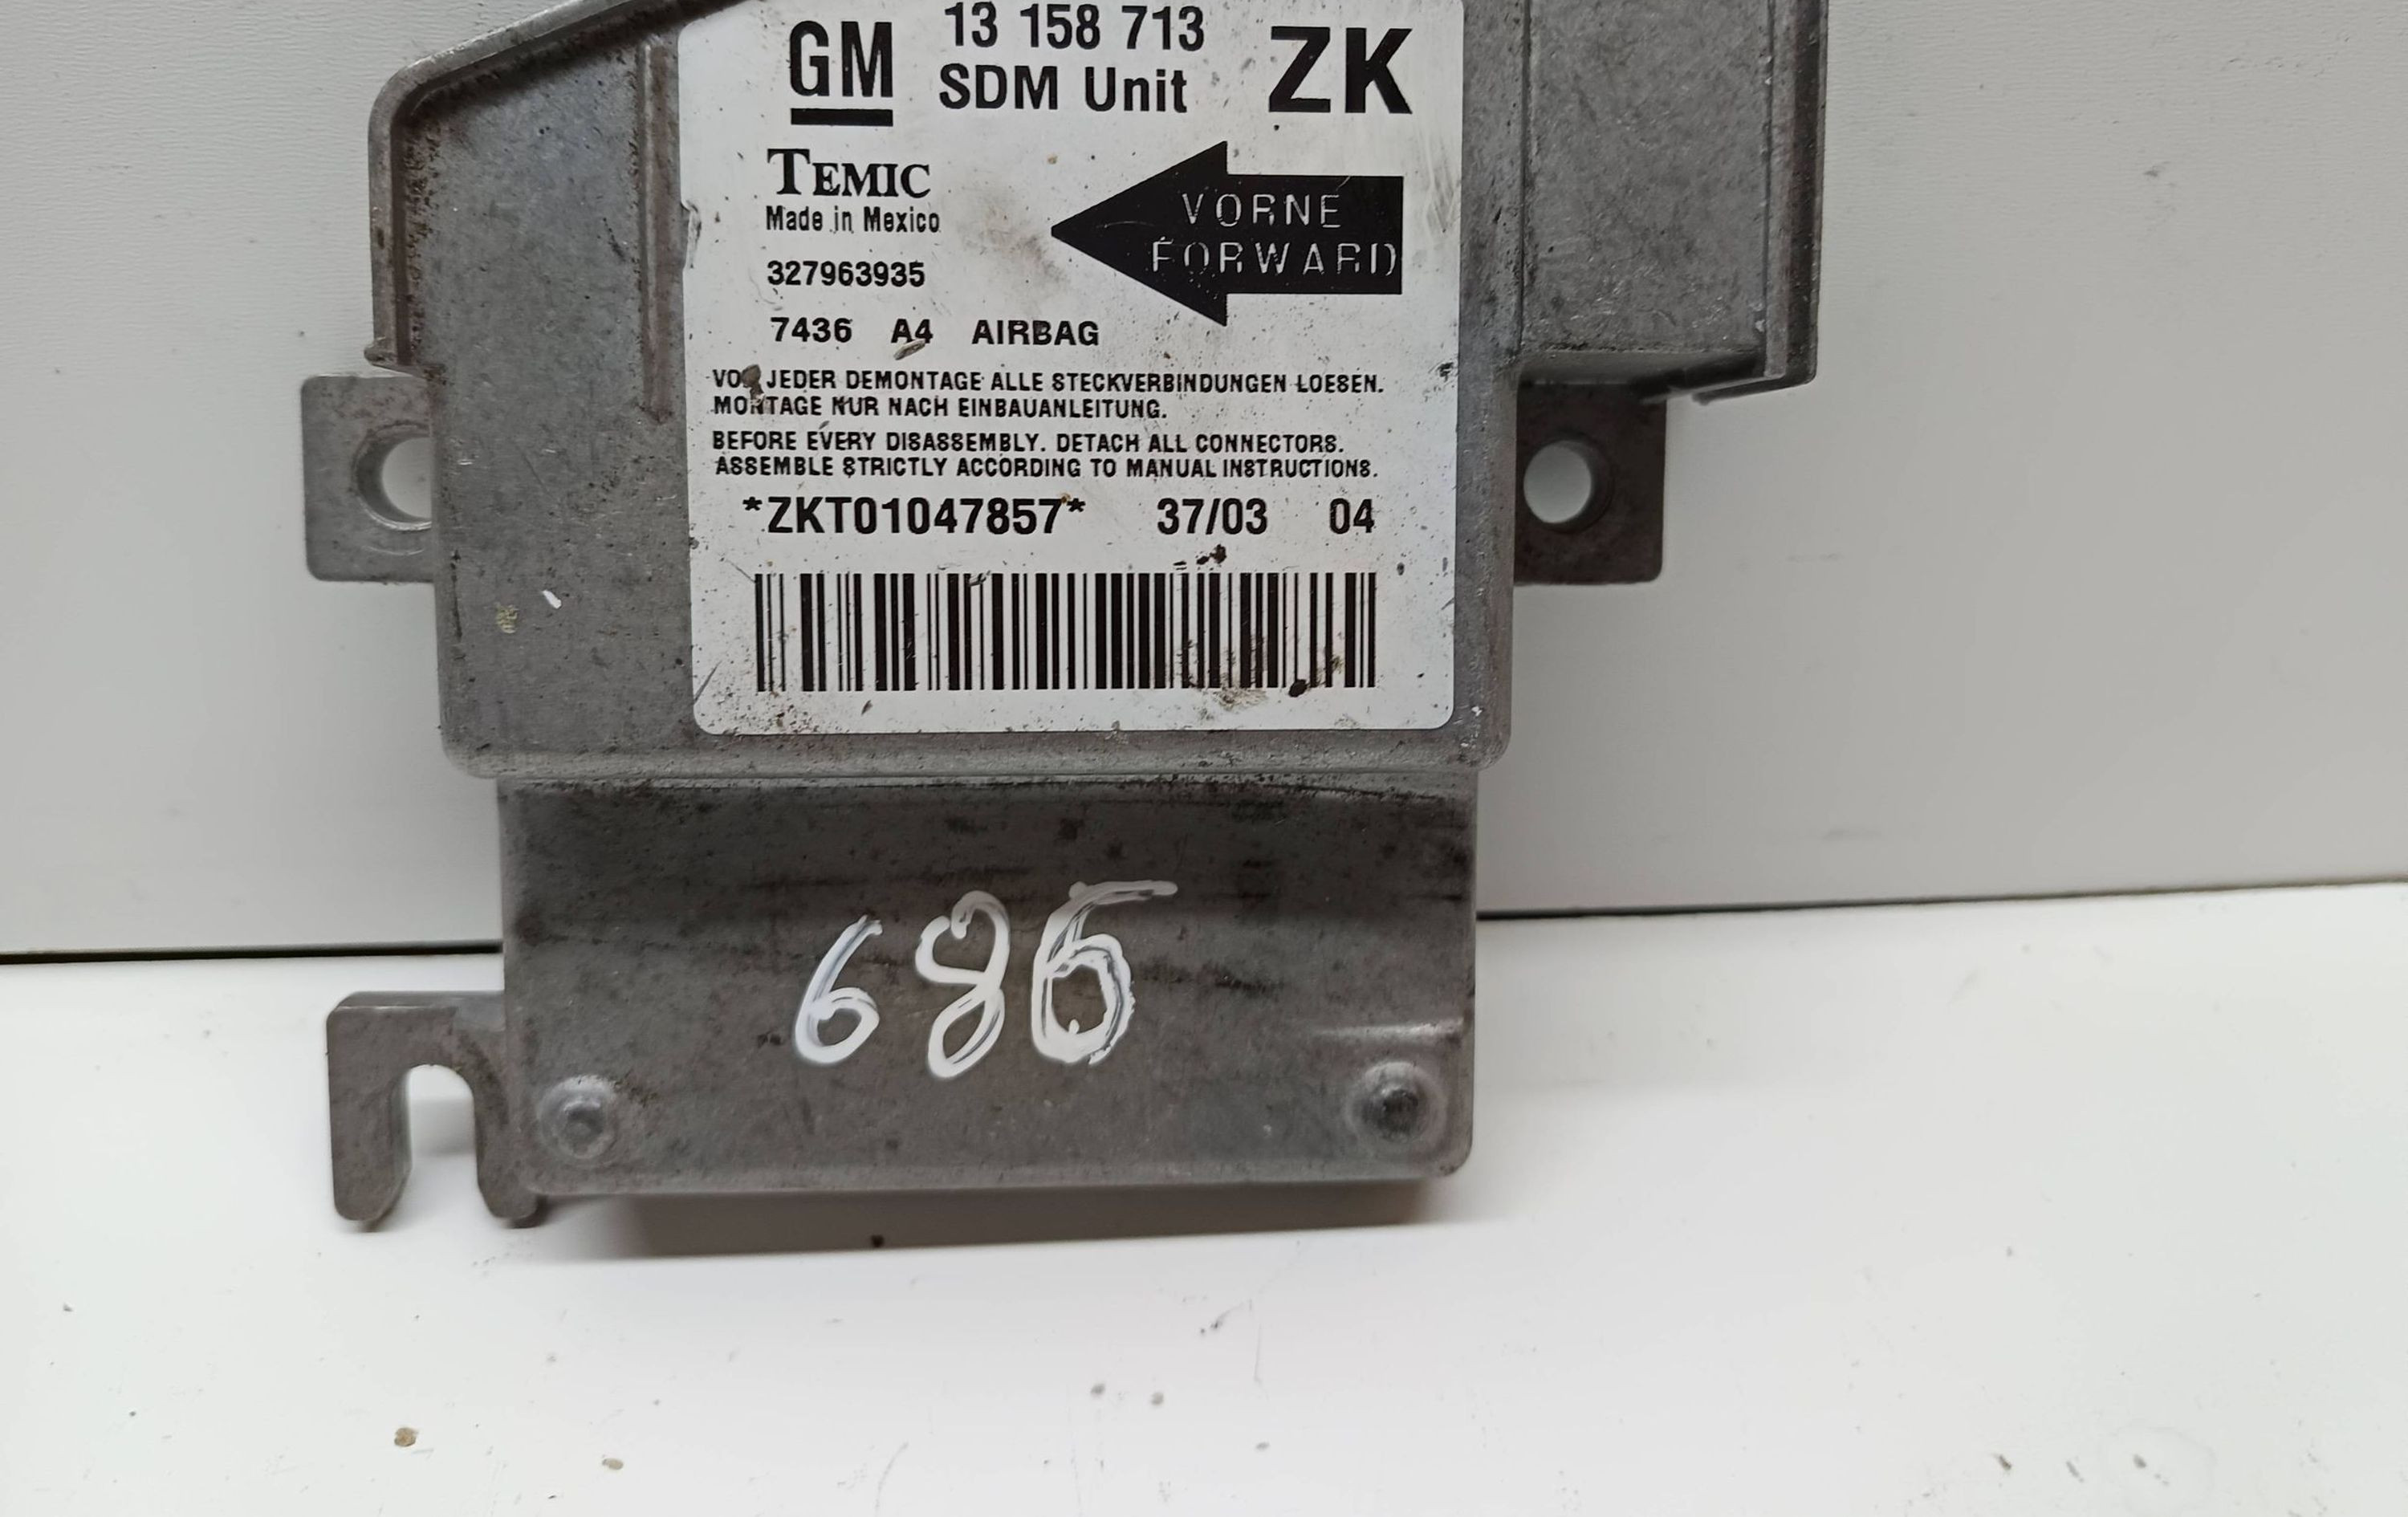 GM 13 158 713 ZK
SDM Unit
TEMIC
Made in Mexico
VORNE
FORWARD
327963935
7436 A4 AIRBAG
VOR JEDER DEMONTAGE ALLE STECKVERBINDUNGEN LOESEN.
MONTAGE NUR NACH EINBAUANLEITUNG.
BEFORE EVERY DISASSEMBLY. DETACH ALL CONNECTORS.
ASSEMBLE STRICTLY ACCORDING TO MANUAL INSTRUCTIONS.
*ZKT01047857* 37/03 04
686